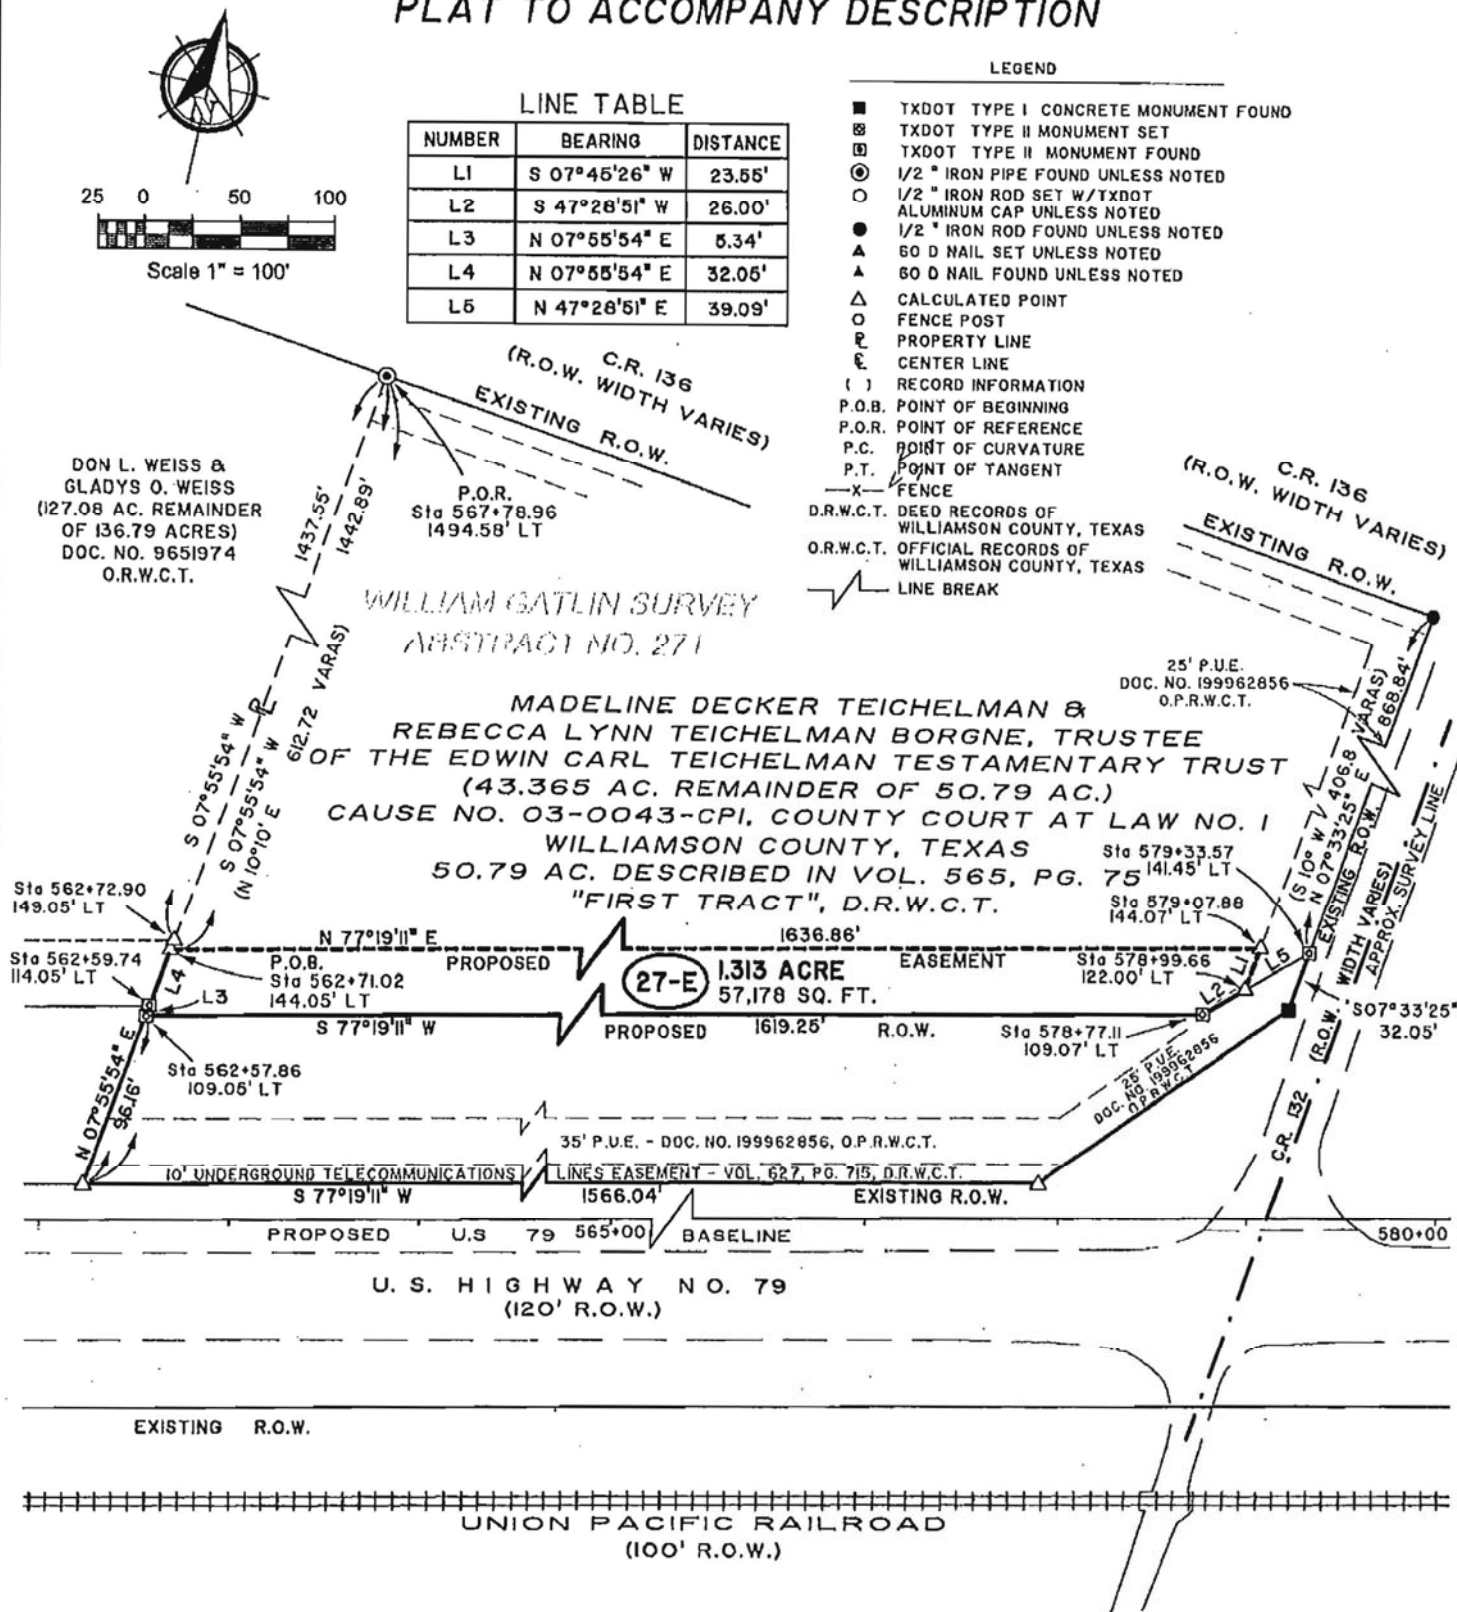 PLAT TO ACCOMPANY DESCRIPTION
N
25 0 50 100
Scale 1" = 100'
LINE TABLE
NUMBER BEARING DISTANCE
L1 S 07°45'26" W 23.55'
L2 S 47°28'51" W 26.00'
L3 N 07°55'54" E 5.34'
L4 N 07°55'54" E 32.05'
L5 N 47°28'51" E 39.09'
LEGEND
TXDOT TYPE I CONCRETE MONUMENT FOUND
TXDOT TYPE II MONUMENT SET
TXDOT TYPE II MONUMENT FOUND
1/2 " IRON PIPE FOUND UNLESS NOTED
1/2 " IRON ROD SET W/TXDOT
ALUMINUM CAP UNLESS NOTED
1/2 " IRON ROD FOUND UNLESS NOTED
60 D NAIL SET UNLESS NOTED
60 D NAIL FOUND UNLESS NOTED
CALCULATED POINT
FENCE POST
PROPERTY LINE
CENTER LINE
( ) RECORD INFORMATION
P.O.B. POINT OF BEGINNING
P.O.R. POINT OF REFERENCE
P.C. POINT OF CURVATURE
P.T. POINT OF TANGENT
—X— FENCE
D.R.W.C.T. DEED RECORDS OF
WILLIAMSON COUNTY, TEXAS
O.R.W.C.T. OFFICIAL RECORDS OF
WILLIAMSON COUNTY, TEXAS
LINE BREAK
C.R. 136
(R.O.W. WIDTH VARIES)
EXISTING R.O.W.
DON L. WEISS &
GLADYS O. WEISS
(127.08 AC. REMAINDER
OF 136.79 ACRES)
DOC. NO. 9651974
O.R.W.C.T.
1437.55'
1442.89'
P.O.R.
Sta 567+78.96
1494.58' LT
C.R. 136
(R.O.W. WIDTH VARIES)
EXISTING R.O.W.
WILLIAM GATLIN SURVEY
ABSTRACT NO. 271
25' P.U.E.
DOC. NO. 199962856
O.P.R.W.C.T.
868.84'
S 07°55'54" W
S 07°55'54" W
(N 10°10' E 612.72 VARAS)
MADELINE DECKER TEICHELMAN &
REBECCA LYNN TEICHELMAN BORGNE, TRUSTEE
OF THE EDWIN CARL TEICHELMAN TESTAMENTARY TRUST
(43.365 AC. REMAINDER OF 50.79 AC.)
CAUSE NO. 03-0043-CPI, COUNTY COURT AT LAW NO. 1
WILLIAMSON COUNTY, TEXAS
50.79 AC. DESCRIBED IN VOL. 565, PG. 75
"FIRST TRACT", D.R.W.C.T.
(S 10° W 406.8 VARAS)
N 07°33'25" E
EXISTING R.O.W.
APPROX. SURVEY LINE
Sta 579+33.57
141.45' LT
Sta 579+07.88
144.07' LT
Sta 578+99.66
122.00' LT
Sta 562+72.90
149.05' LT
Sta 562+59.74
114.05' LT
N 77°19'11" E 1636.86'
P.O.B. PROPOSED EASEMENT
Sta 562+71.02
144.05' LT
27-E
1.313 ACRE
57,178 SQ. FT.
L4
L3
L1
L2
L5
S 77°19'11" W PROPOSED 1619.25' R.O.W.
Sta 578+77.11
109.07' LT
S07°33'25"
32.05'
Sta 562+57.86
109.05' LT
N 07°55'54" E
96.16'
25' P.U.E.
DOC. NO. 199962856
O.P.R.W.C.T.
C.R. 132 (R.O.W. WIDTH VARIES)
35' P.U.E. - DOC. NO. 199962856, O.P.R.W.C.T.
10' UNDERGROUND TELECOMMUNICATIONS LINES EASEMENT - VOL. 627, PG. 715, D.R.W.C.T.
S 77°19'11" W 1566.04' EXISTING R.O.W.
PROPOSED U.S 79 565+00 BASELINE 580+00
U. S. HIGHWAY NO. 79
(120' R.O.W.)
EXISTING R.O.W.
UNION PACIFIC RAILROAD
(100' R.O.W.)